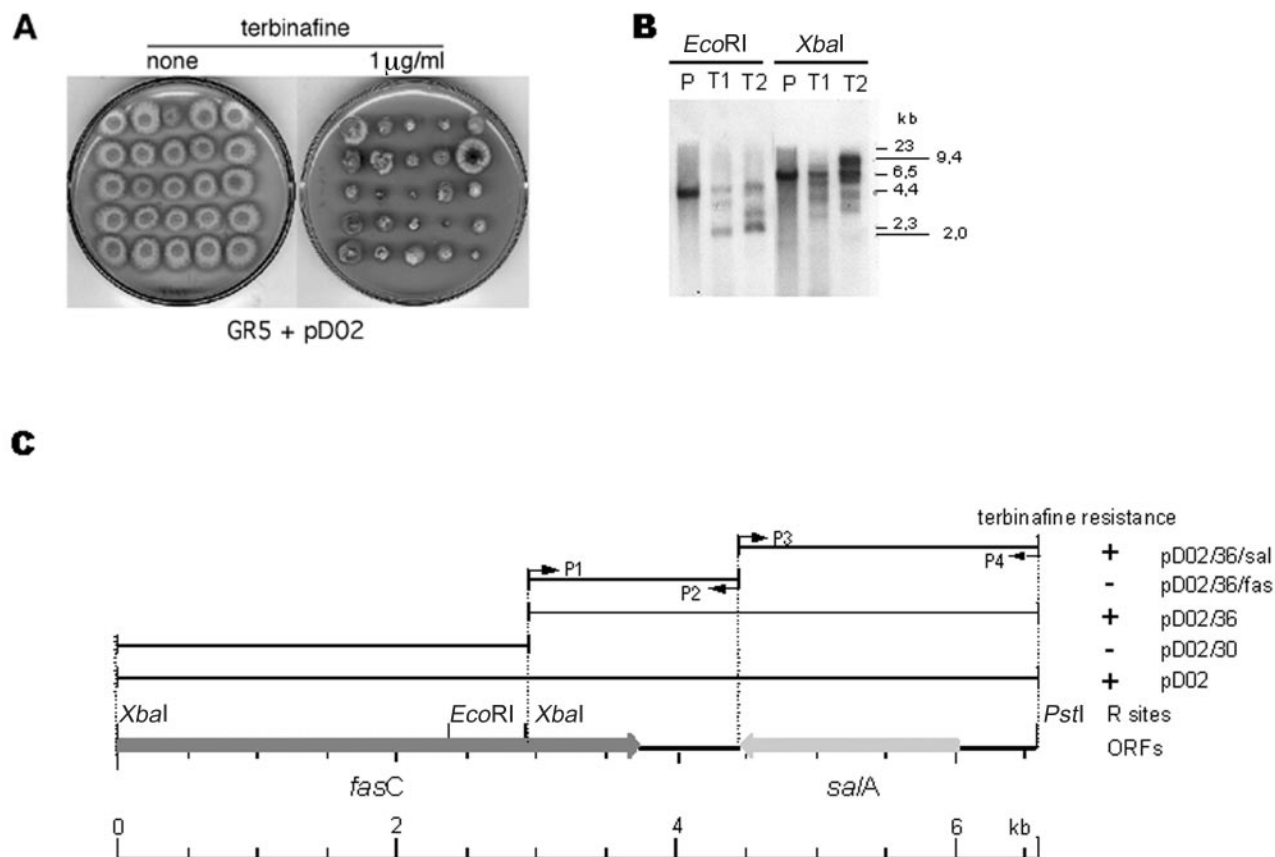 A
terbinafine
none
1 µg/ml
GR5 + pD02
B
EcoRI XbaI
P T1 T2 P T1 T2
kb
23
9,4
6,5
4,4
2,3
2,0
C
terbinafine resistance
P3
P4
+ pD02/36/sal
P1
P2
- pD02/36/fas
+ pD02/36
- pD02/30
+ pD02
XbaI EcoRI XbaI PstI R sites
ORFs
fasC salA
0 2 4 6 kb